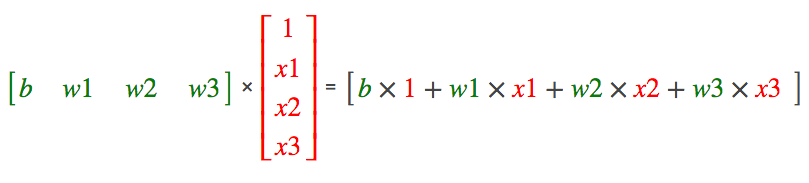 [b w1 w2 w3] × [1
x1
x2
x3] = [b × 1 + w1 × x1 + w2 × x2 + w3 × x3 ]